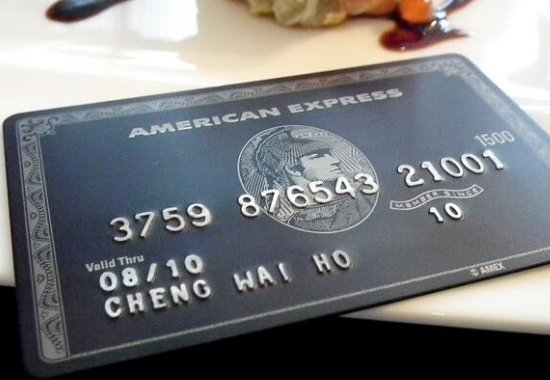 AMERICAN EXPRESS
1500
3759 876543 21001
MEMBER SINCE
10
Valid Thru
08/10
CHENG WAI HO
© AMEX